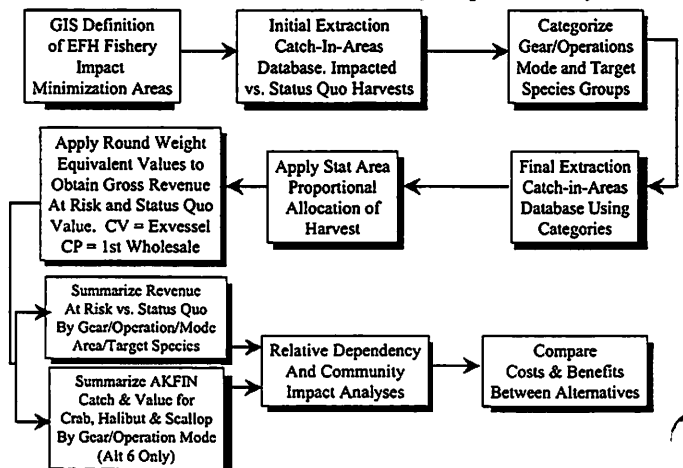 GIS Definition
of EFH Fishery
Impact
Minimization Areas
Initial Extraction
Catch-In-Areas
Database. Impacted
vs. Status Quo Harvests
Categorize
Gear/Operations
Mode and Target
Species Groups
Apply Round Weight
Equivalent Values to
Obtain Gross Revenue
At Risk and Status Quo
Value. CV = Exvessel
CP = 1st Wholesale
Apply Stat Area
Proportional
Allocation of
Harvest
Final Extraction
Catch-in-Areas
Database Using
Categories
Summarize Revenue
At Risk vs. Status Quo
By Gear/Operation/Mode
Area/Target Species
Summarize AKFIN
Catch & Value for
Crab, Halibut & Scallop
By Gear/Operation Mode
(Alt 6 Only)
Relative Dependency
And Community
Impact Analyses
Compare
Costs & Benefits
Between Alternatives